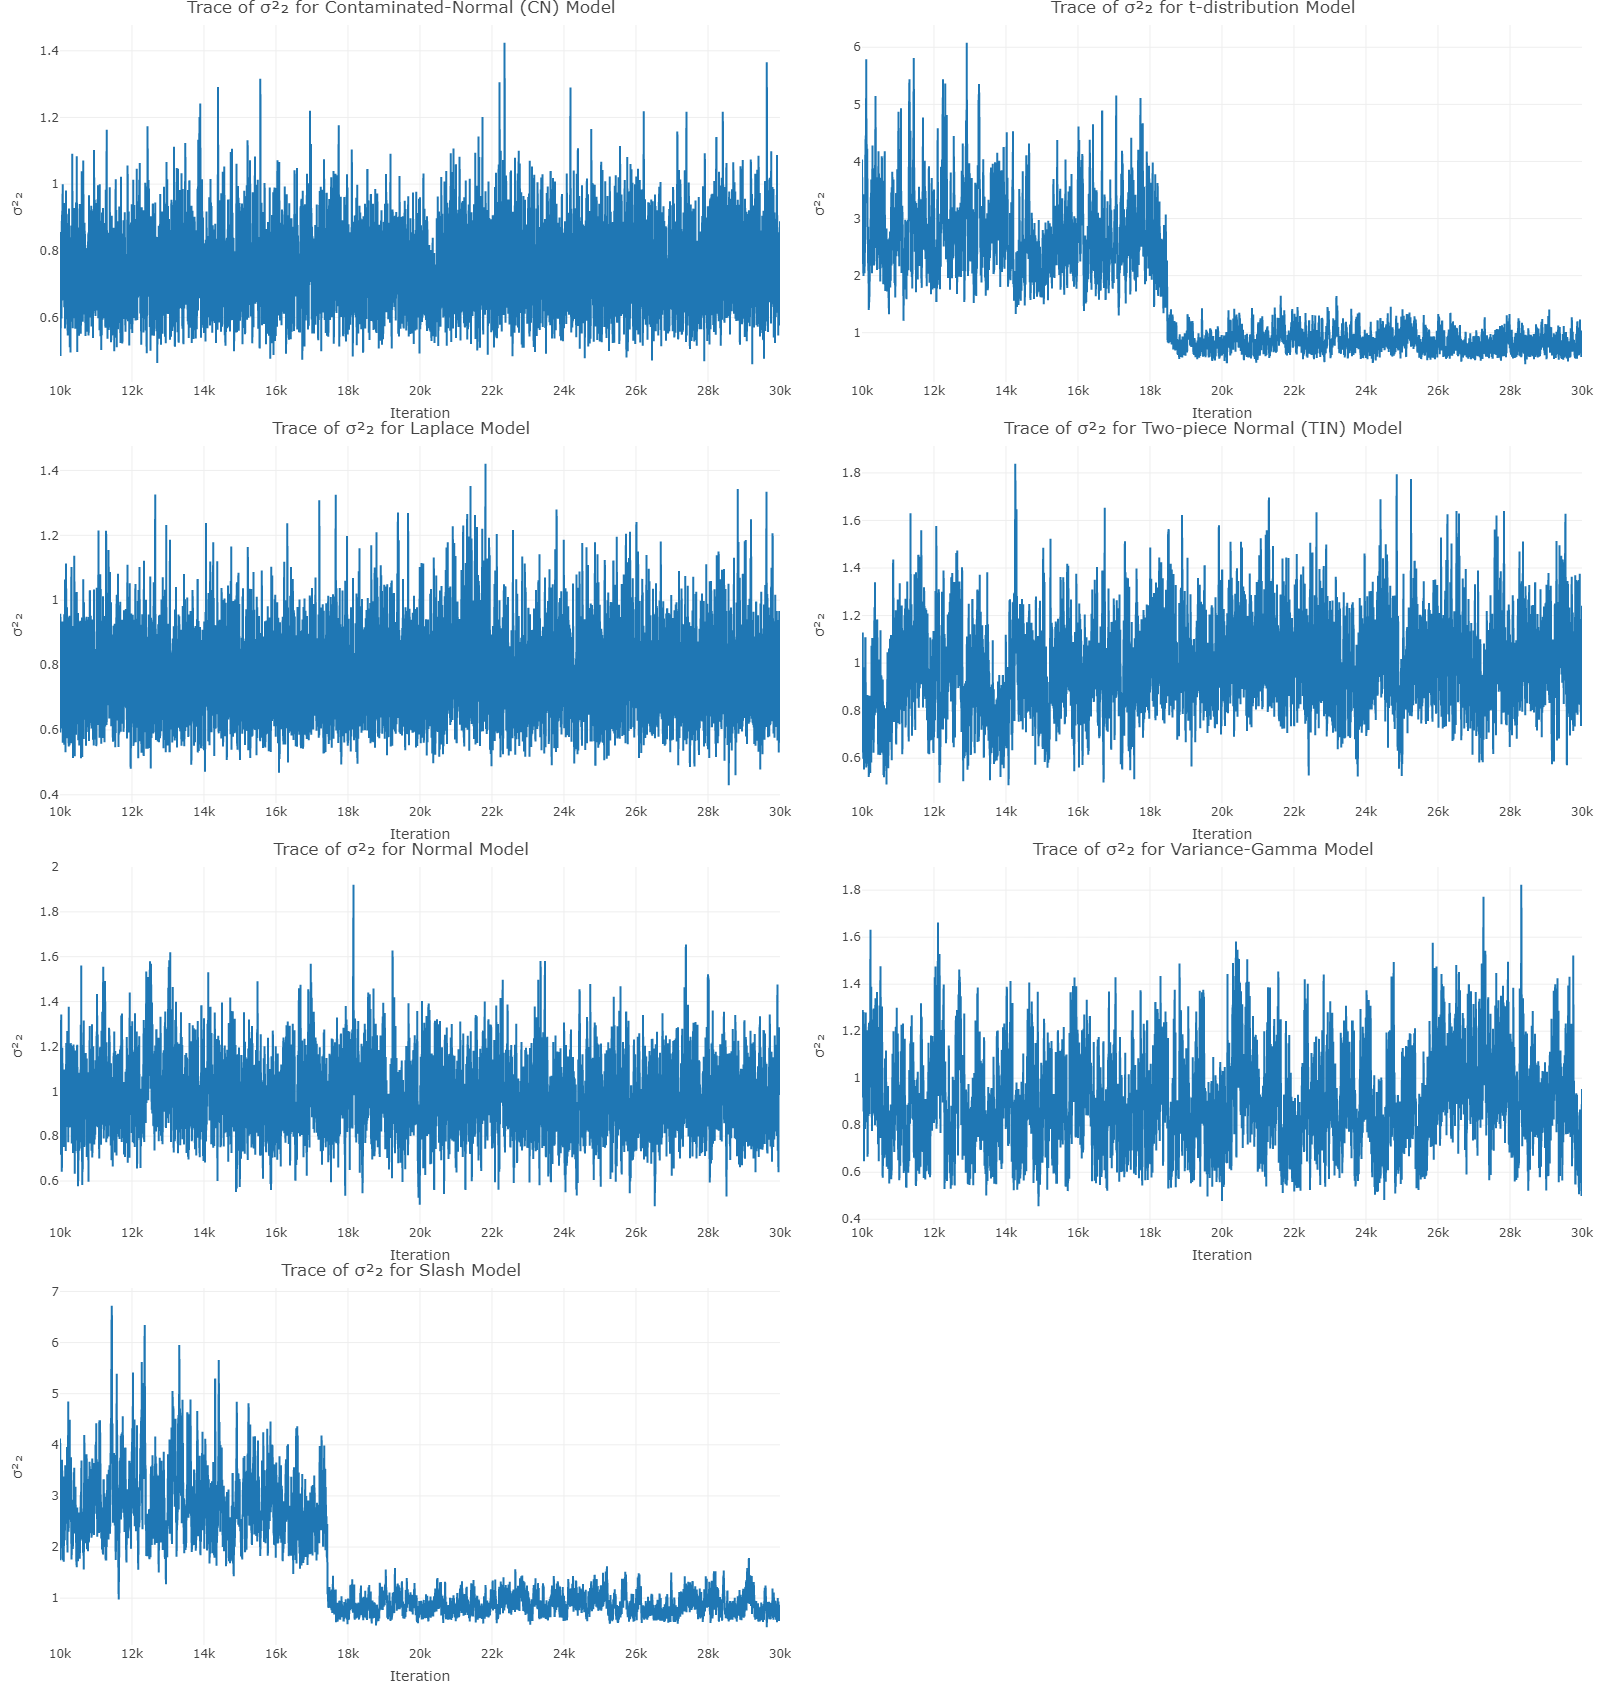 Trace of σ²₂ for Contaminated-Normal (CN) Model
1.4
1.2
1
0.8
0.6
σ²₂
10k 12k 14k 16k 18k 20k 22k 24k 26k 28k 30k
Iteration
Trace of σ²₂ for t-distribution Model
6
5
4
3
2
1
σ²₂
10k 12k 14k 16k 18k 20k 22k 24k 26k 28k 30k
Iteration
Trace of σ²₂ for Laplace Model
1.4
1.2
1
0.8
0.6
0.4
σ²₂
10k 12k 14k 16k 18k 20k 22k 24k 26k 28k 30k
Iteration
Trace of σ²₂ for Two-piece Normal (TIN) Model
1.8
1.6
1.4
1.2
1
0.8
0.6
σ²₂
10k 12k 14k 16k 18k 20k 22k 24k 26k 28k 30k
Iteration
Trace of σ²₂ for Normal Model
2
1.8
1.6
1.4
1.2
1
0.8
0.6
σ²₂
10k 12k 14k 16k 18k 20k 22k 24k 26k 28k 30k
Iteration
Trace of σ²₂ for Variance-Gamma Model
1.8
1.6
1.4
1.2
1
0.8
0.6
0.4
σ²₂
10k 12k 14k 16k 18k 20k 22k 24k 26k 28k 30k
Iteration
Trace of σ²₂ for Slash Model
7
6
5
4
3
2
1
σ²₂
10k 12k 14k 16k 18k 20k 22k 24k 26k 28k 30k
Iteration